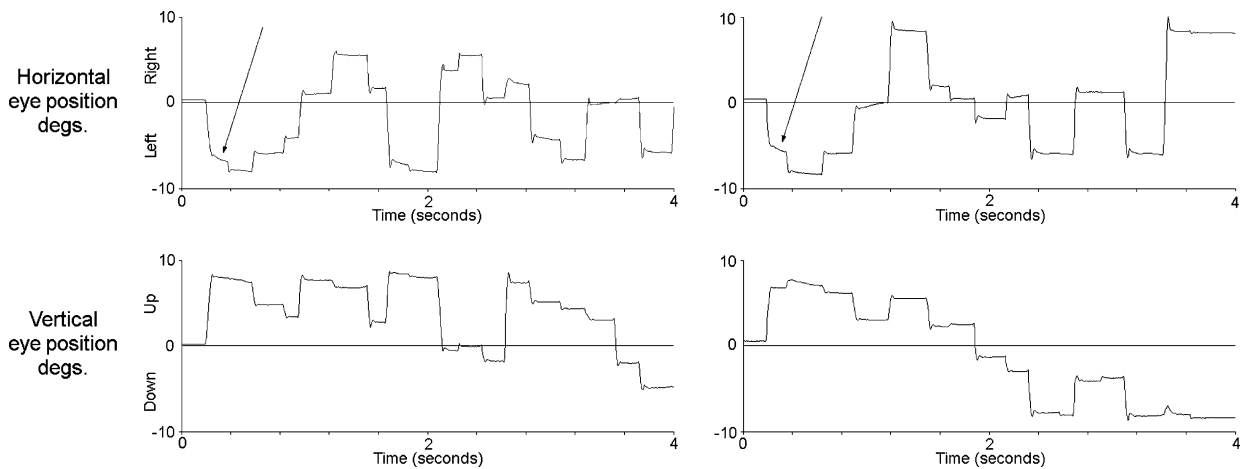 10
Right
Horizontal
eye position
degs.
0
Left
-10
0
2
4
Time (seconds)
10
0
-10
0
2
4
Time (seconds)
10
Up
Vertical
eye position
degs.
0
Down
-10
0
2
4
Time (seconds)
10
0
-10
0
2
4
Time (seconds)